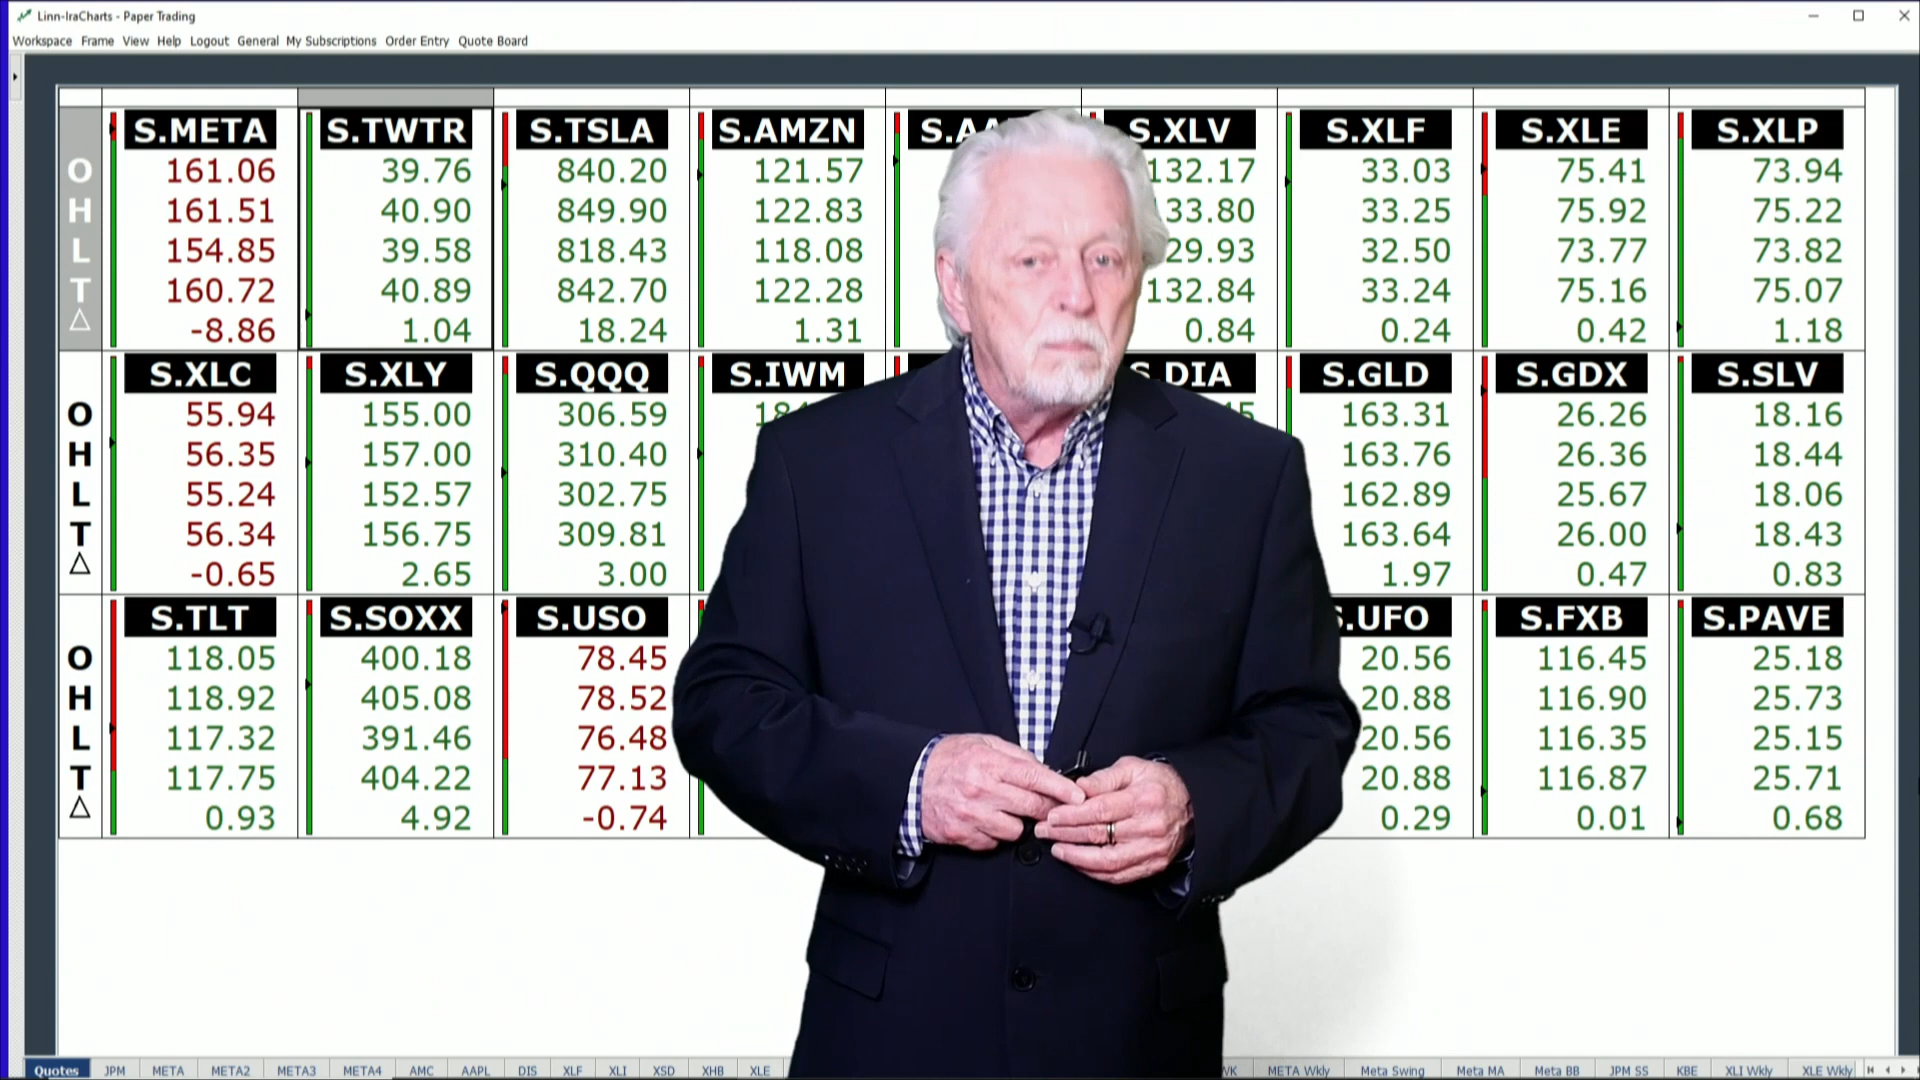 Linn-IraCharts - Paper Trading
Workspace Frame View Help Logout General My Subscriptions Order Entry Quote Board
S.META S.TWTR S.TSLA S.AMZN S.XLV S.XLF S.XLE S.XLP
O 161.06 39.76 840.20 121.57 132.17 33.03 75.41 73.94
H 161.51 40.90 849.90 122.83 33.80 33.25 75.92 75.22
L 154.85 39.58 818.43 118.08 29.93 32.50 73.77 73.82
T 160.72 40.89 842.70 122.28 132.84 33.24 75.16 75.07
△ -8.86 1.04 18.24 1.31 0.84 0.24 0.42 1.18
S.XLC S.XLY S.QQQ S.IWM S.DIA S.GLD S.GDX S.SLV
O 55.94 155.00 306.59 163.31 26.26 18.16
H 56.35 157.00 310.40 163.76 26.36 18.44
L 55.24 152.57 302.75 162.89 25.67 18.06
T 56.34 156.75 309.81 163.64 26.00 18.43
△ -0.65 2.65 3.00 1.97 0.47 0.83
S.TLT S.SOXX S.USO S.UFO S.FXB S.PAVE
O 118.05 400.18 78.45 20.56 116.45 25.18
H 118.92 405.08 78.52 20.88 116.90 25.73
L 117.32 391.46 76.48 20.56 116.35 25.15
T 117.75 404.22 77.13 20.88 116.87 25.71
△ 0.93 4.92 -0.74 0.29 0.01 0.68
Quotes JPM META META2 META3 META4 AMC AAPL DIS XLF XLI XSD XHB XLE META Wkly Meta Swing Meta MA Meta BB JPM SS KBE XLI Wkly XLE Wkly